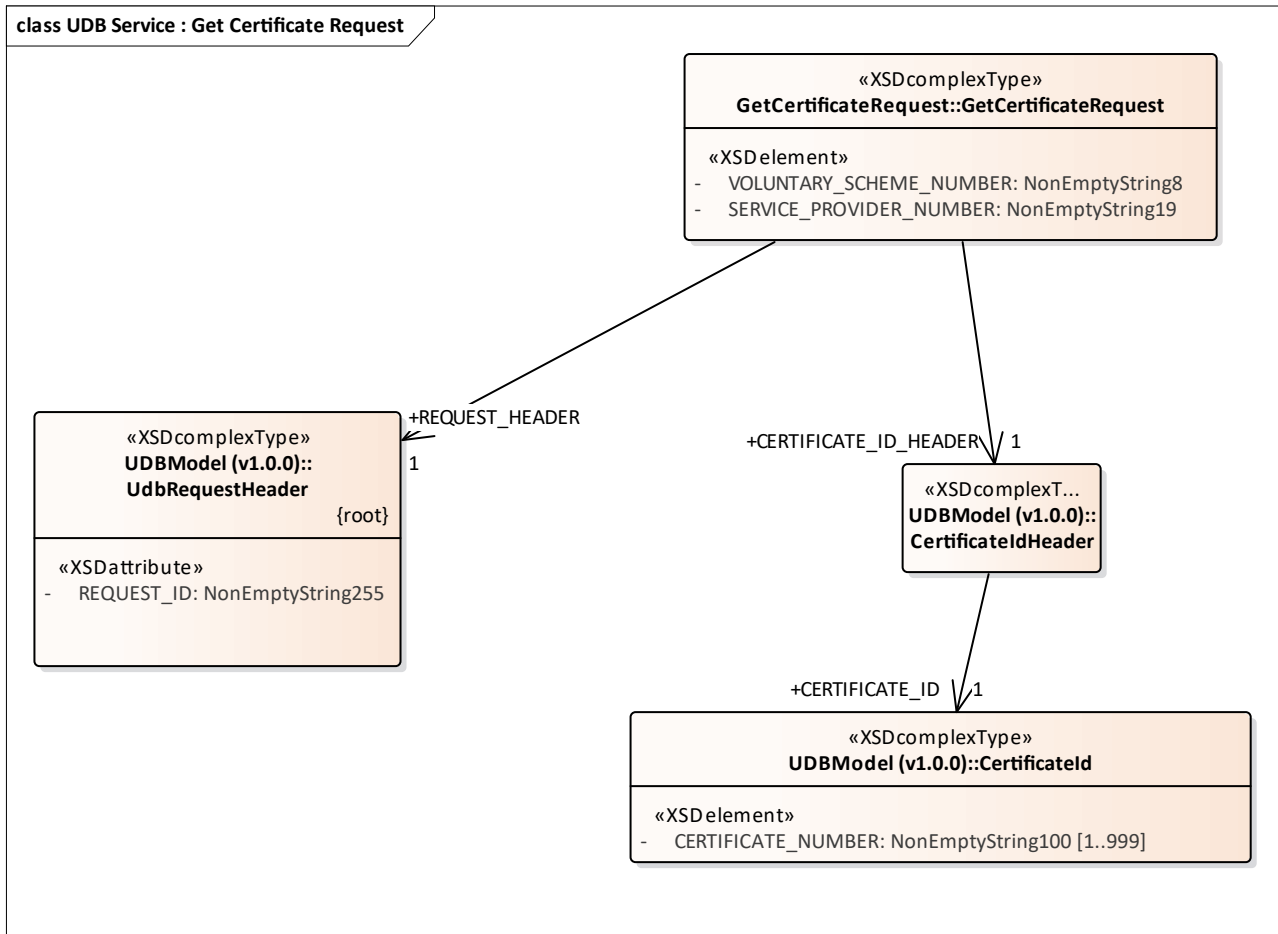 class UDB Service : Get Certificate Request
«XSDcomplexType»
GetCertificateRequest::GetCertificateRequest
«XSDelement»
- VOLUNTARY_SCHEME_NUMBER: NonEmptyString8
- SERVICE_PROVIDER_NUMBER: NonEmptyString19
+REQUEST_HEADER
1
«XSDcomplexType»
UDBModel (v1.0.0)::
UdbRequestHeader
{root}
«XSDattribute»
- REQUEST_ID: NonEmptyString255
+CERTIFICATE_ID_HEADER
1
«XSDcomplexT...
UDBModel (v1.0.0)::
CertificateIdHeader
+CERTIFICATE_ID
1
«XSDcomplexType»
UDBModel (v1.0.0)::CertificateId
«XSDelement»
- CERTIFICATE_NUMBER: NonEmptyString100 [1..999]